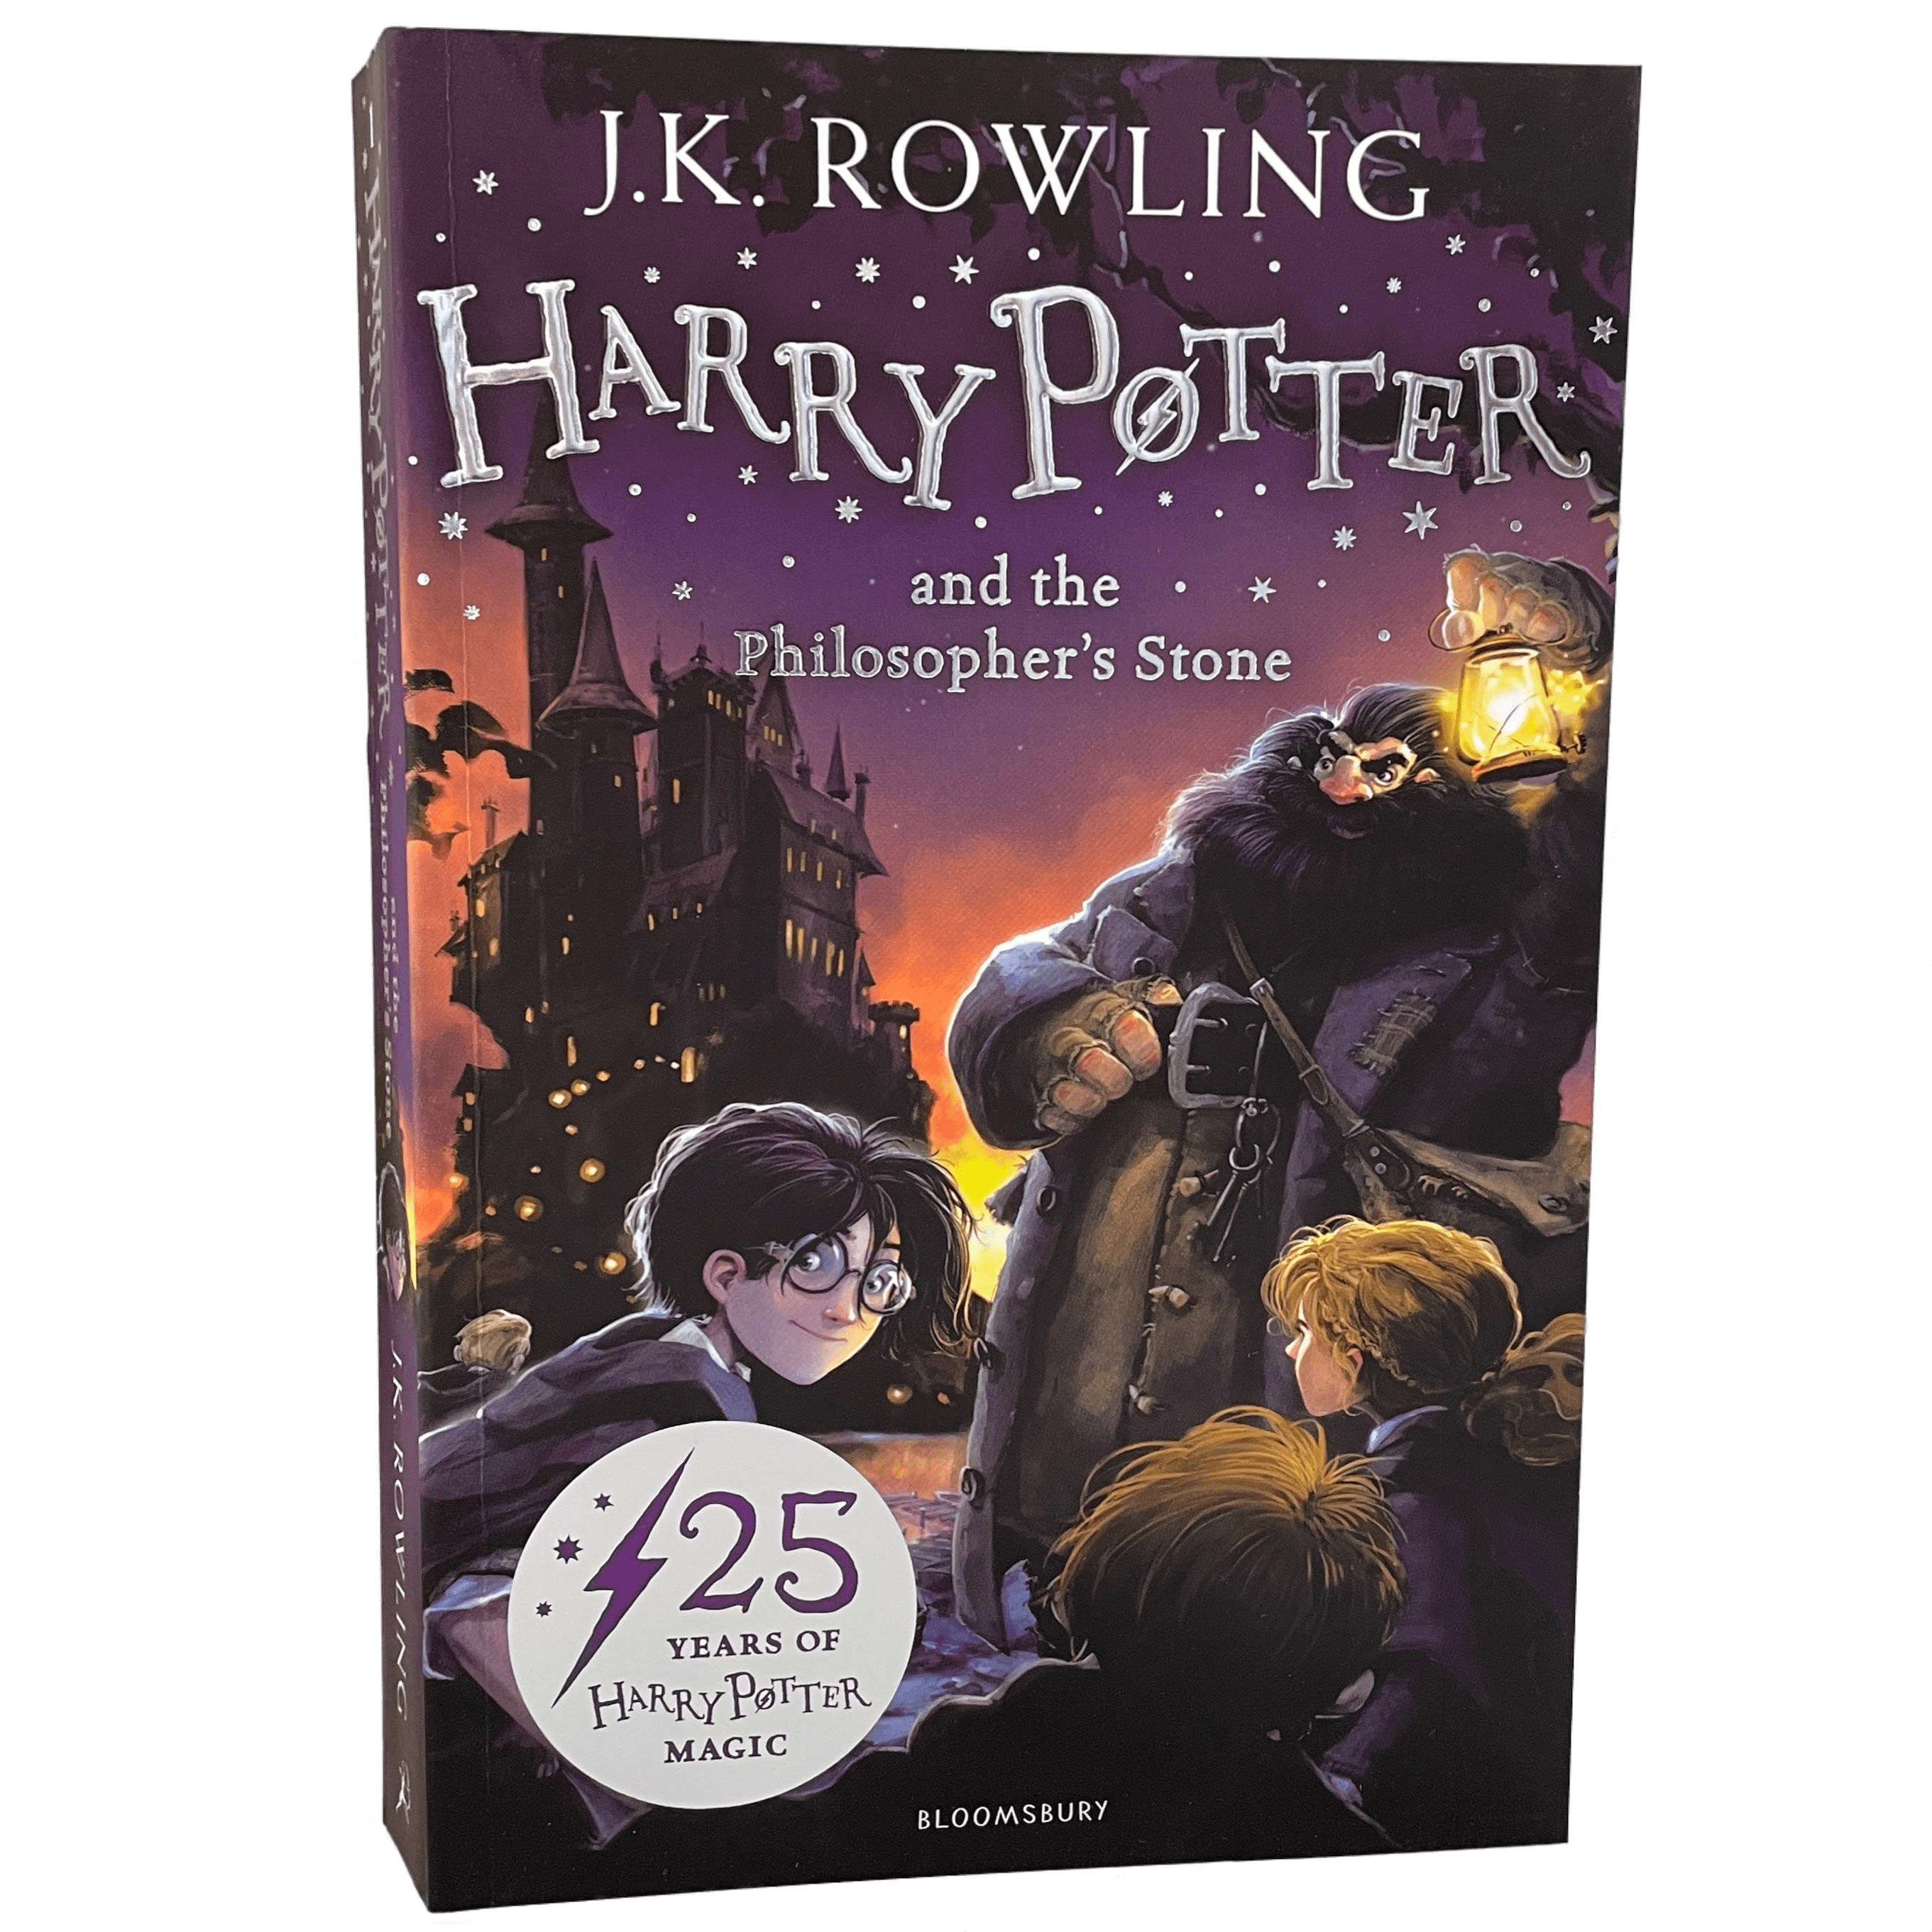 J.K. ROWLING
HARRY POTTER
and the
Philosopher's Stone
25
YEARS OF
HARRY POTTER
MAGIC
BLOOMSBURY
1
HARRY POTTER
and the
Philosopher's Stone
J.K. ROWLING